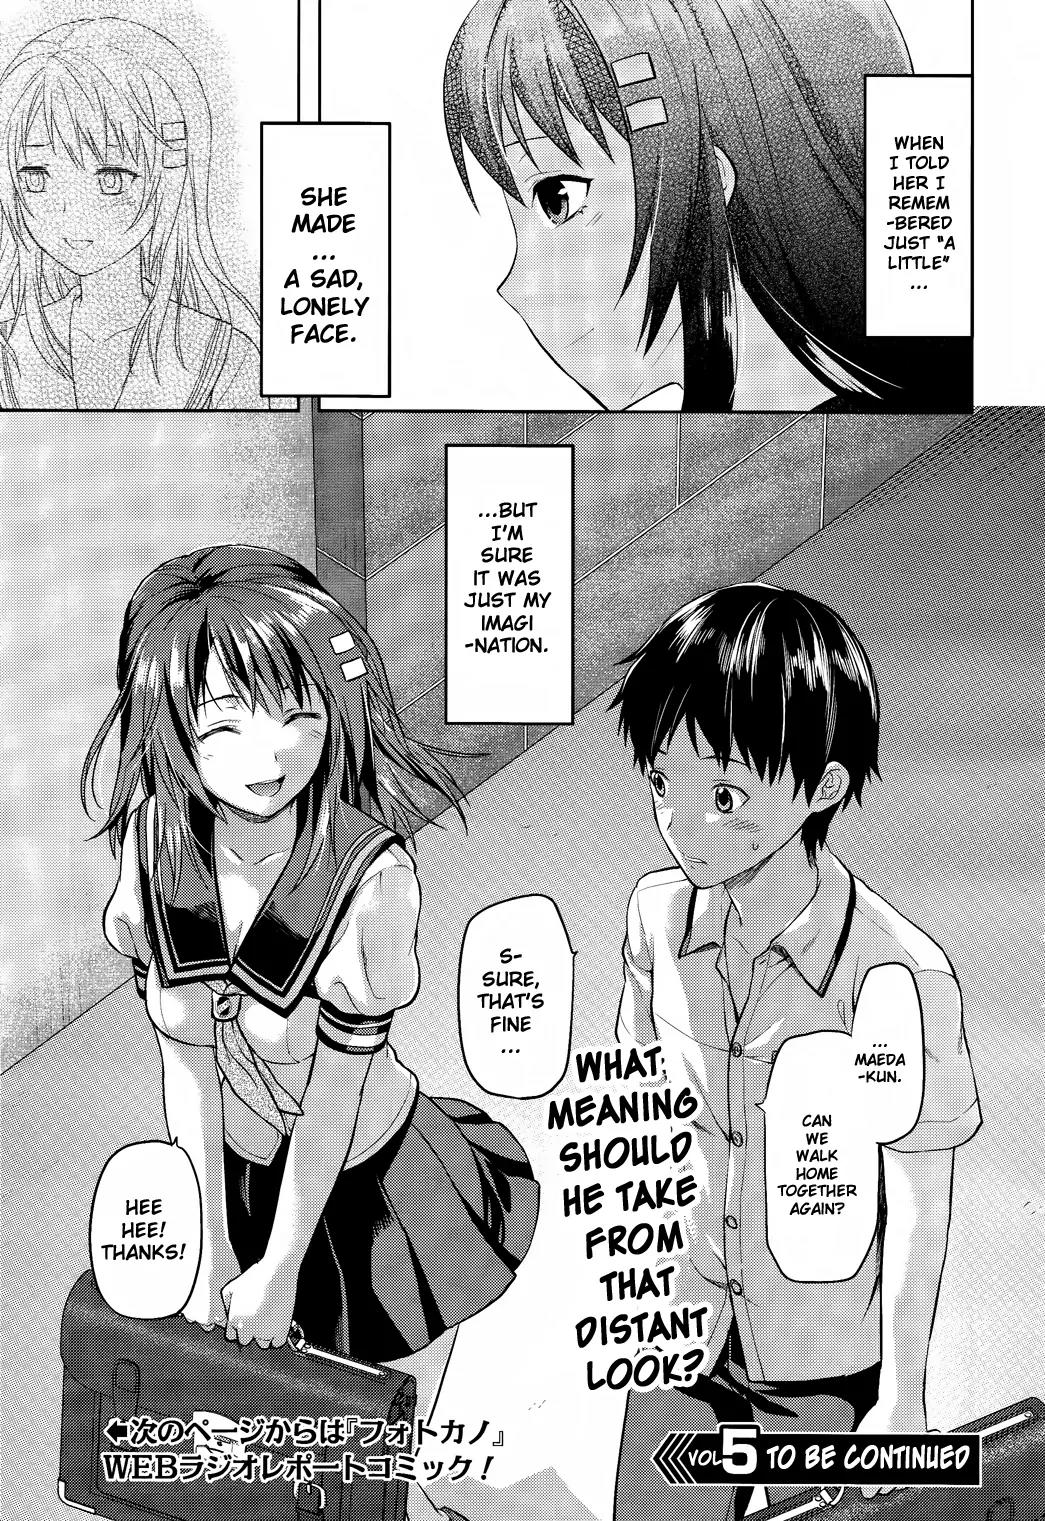 WHEN
I TOLD
HER I
REMEM
-BERED
JUST "A
LITTLE"
...
SHE
MADE
...
A SAD,
LONELY
FACE.
...BUT
I'M
SURE
IT WAS
JUST MY
IMAGI
-NATION.
...
MAEDA
-KUN.
CAN
WE
WALK
HOME
TOGETHER
AGAIN?
S-
SURE,
THAT'S
FINE
...
HEE
HEE!
THANKS!
WHAT
MEANING
SHOULD
HE TAKE
FROM
THAT
DISTANT
LOOK?
VOL 5 TO BE CONTINUED
←次のページからは『フォトカノ』
WEBラジオレポートコミック!